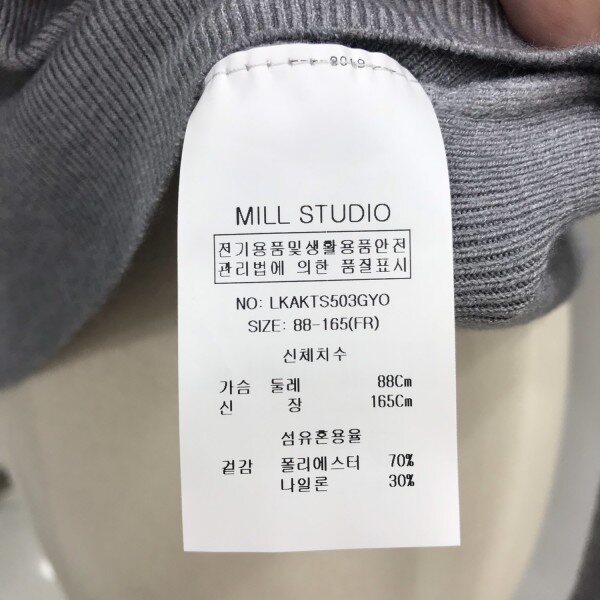 2019
MILL STUDIO
전기용품및생활용품안전
관리법에 의한 품질표시
NO: LKAKTS503GYO
SIZE: 88-165(FR)
신체치수
가슴 둘레 88Cm
신 장 165Cm
섬유혼용율
겉감 폴리에스터 70%
나일론 30%